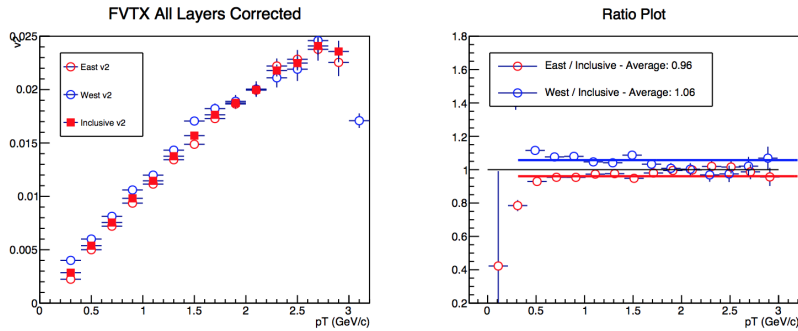 FVTX All Layers Corrected
v2
0.025
0.02
0.015
0.01
0.005
0
East v2
West v2
Inclusive v2
0 0.5 1 1.5 2 2.5 3
pT (GeV/c)
Ratio Plot
1.8
1.6
1.4
1.2
1
0.8
0.6
0.4
0.2
East / Inclusive - Average: 0.96
West / Inclusive - Average: 1.06
0 0.5 1 1.5 2 2.5 3
pT (GeV/c)